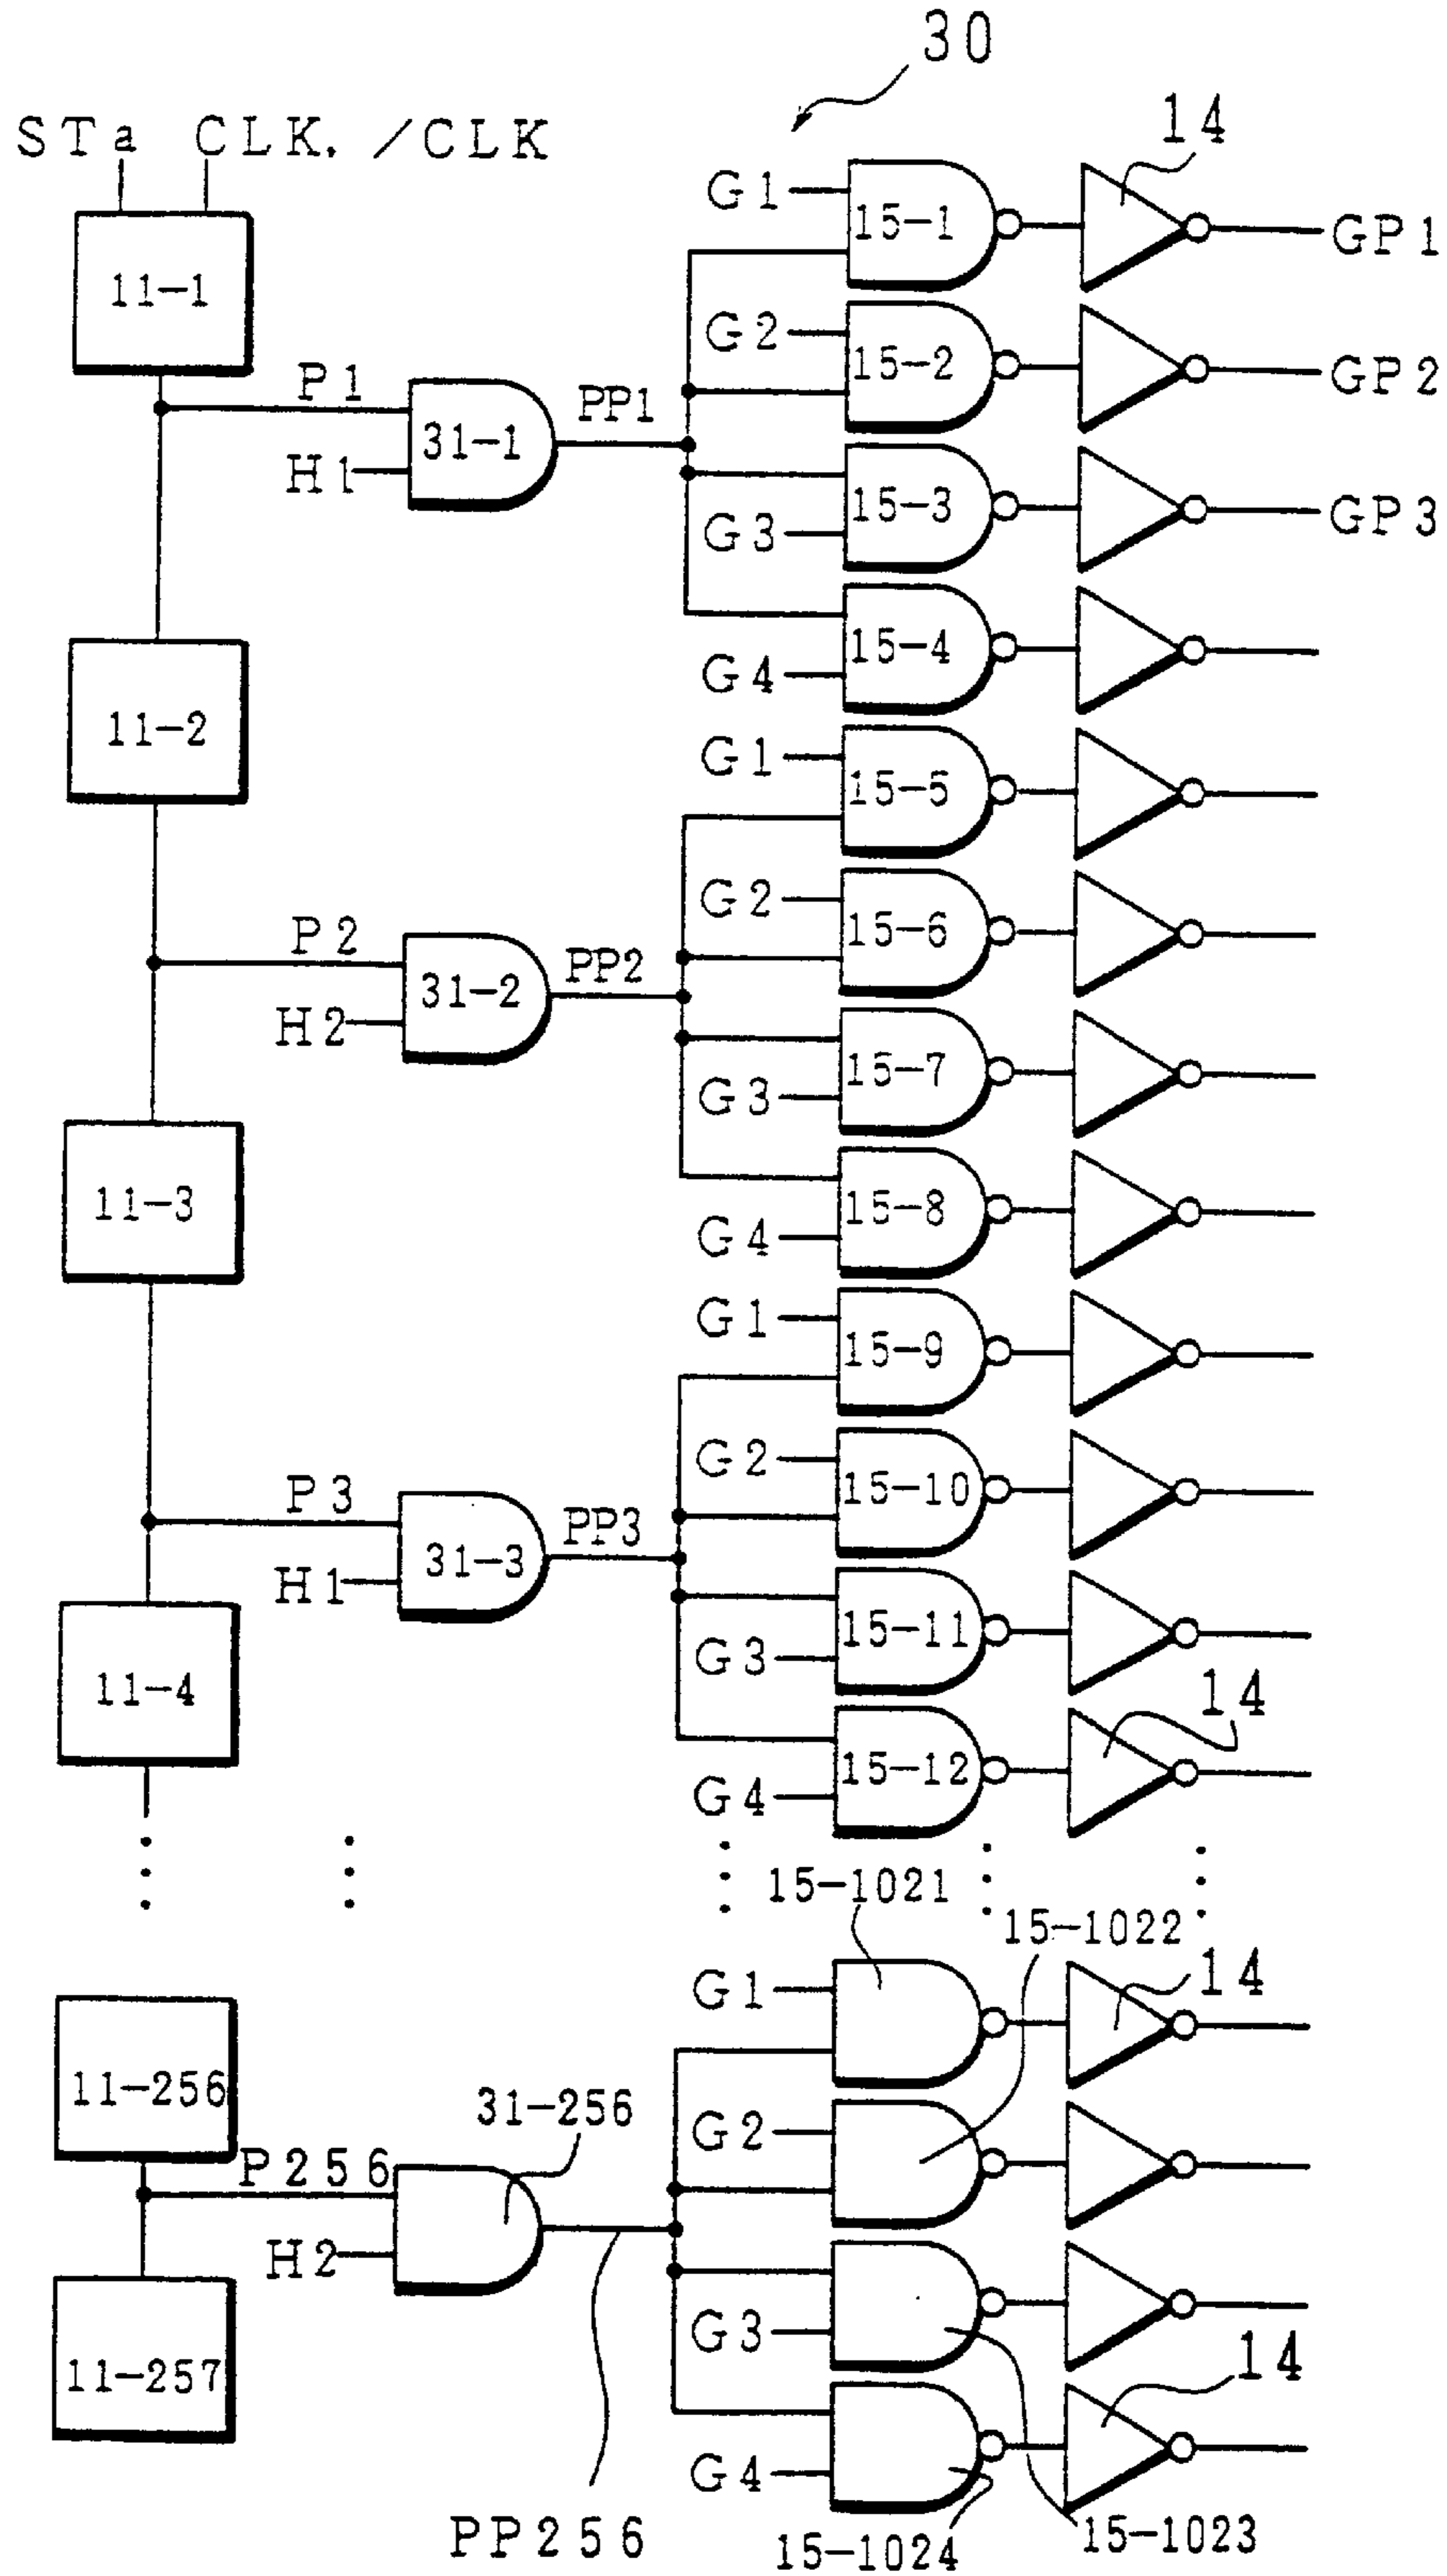 30
STa CLK. /CLK
14
G1 15-1 GP1
11-1
G2 15-2 GP2
P1 PP1
31-1
H1
15-3 GP3
G3
15-4
G4
11-2
G1 15-5
G2 15-6
P2 PP2
31-2
H2
15-7
G3
11-3
15-8
G4
G1 15-9
G2 15-10
P3 PP3
31-3
H1
15-11
G3
11-4
14
15-12
G4
15-1021
15-1022
G1 14
11-256
31-256
G2
P256
H2
G3
11-257
14
G4
PP256
15-1024 15-1023